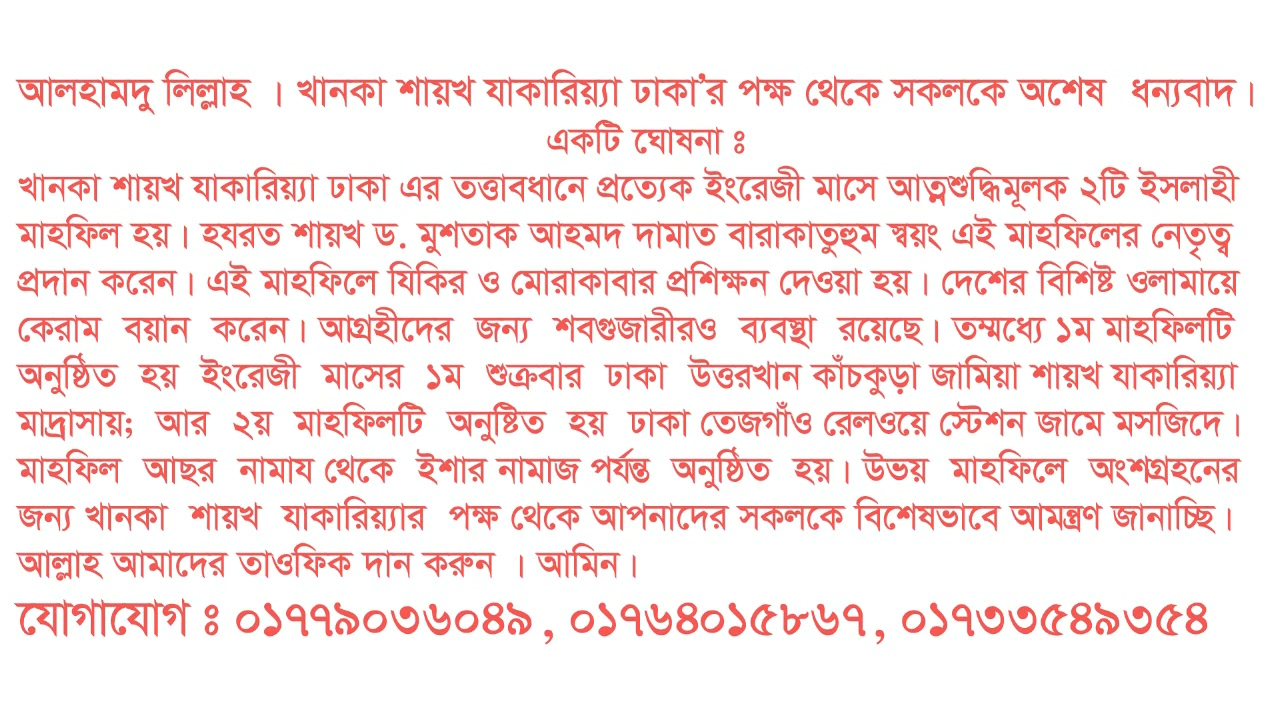 আলহামদু লিল্লাহ । খানকা শায়খ যাকারিয়্যা ঢাকা’র পক্ষ থেকে সকলকে অশেষ ধন্যবাদ।
একটি ঘোষনা ঃ
খানকা শায়খ যাকারিয়্যা ঢাকা এর তত্তাবধানে প্রত্যেক ইংরেজী মাসে আত্নশুদ্ধিমূলক ২টি ইসলাহী
মাহফিল হয়। হযরত শায়খ ড. মুশতাক আহমদ দামাত বারাকাতুহুম স্বয়ং এই মাহফিলের নেতৃত্ব
প্রদান করেন। এই মাহফিলে যিকির ও মোরাকাবার প্রশিক্ষন দেওয়া হয়। দেশের বিশিষ্ট ওলামায়ে
কেরাম বয়ান করেন। আগ্রহীদের জন্য শবগুজারীরও ব্যবস্থা রয়েছে। তম্মধ্যে ১ম মাহফিলটি
অনুষ্ঠিত হয় ইংরেজী মাসের ১ম শুক্রবার ঢাকা উত্তরখান কাঁচকুড়া জামিয়া শায়খ যাকারিয়্যা
মাদ্রাসায়; আর ২য় মাহফিলটি অনুষ্টিত হয় ঢাকা তেজগাঁও রেলওয়ে স্টেশন জামে মসজিদে।
মাহফিল আছর নামায থেকে ইশার নামাজ পর্যন্ত অনুষ্ঠিত হয়। উভয় মাহফিলে অংশগ্রহনের
জন্য খানকা শায়খ যাকারিয়্যার পক্ষ থেকে আপনাদের সকলকে বিশেষভাবে আমন্ত্রণ জানাচ্ছি।
আল্লাহ আমাদের তাওফিক দান করুন । আমিন।
যোগাযোগ ঃ ০১৭৭৯০৩৬০৪৯, ০১৭৬৪০১৫৮৬৭, ০১৭৩৩৫৪৯৩৫৪